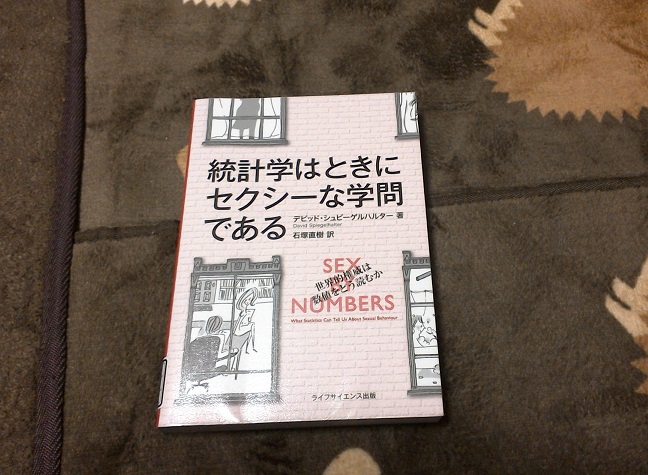 統計学はときに
セクシーな学問
である
デビッド・シュピーゲルハルター 著
David Spiegelhalter
石塚直樹 訳
SEX
世界的権威は
数値をどう読むか
NUMBERS
What Statistics Can Tell Us About Sexual Behaviour
ライフサイエンス出版